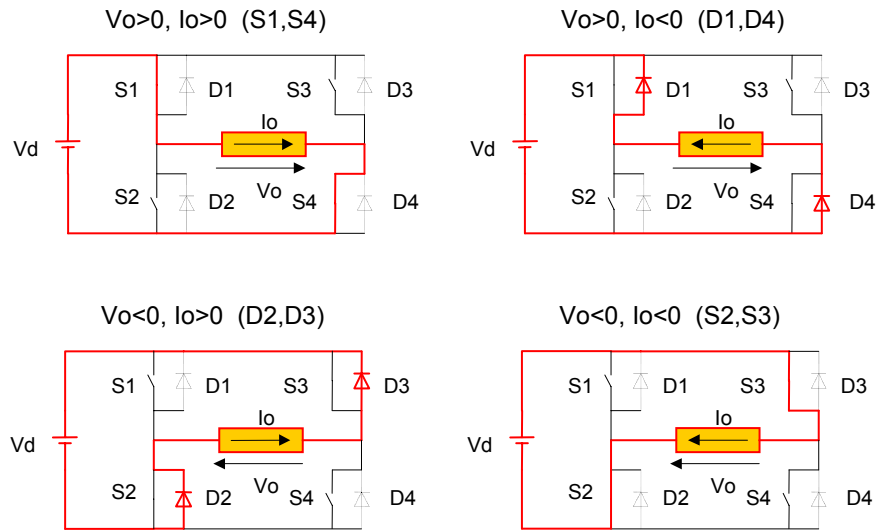 Vo>0, Io>0 (S1,S4)
S1 D1 S3 D3
Io
Vd
Vo
S2 D2 S4 D4
Vo>0, Io<0 (D1,D4)
S1 D1 S3 D3
Io
Vd
Vo
S2 D2 S4 D4
Vo<0, Io>0 (D2,D3)
S1 D1 S3 D3
Io
Vd
Vo
S2 D2 S4 D4
Vo<0, Io<0 (S2,S3)
S1 D1 S3 D3
Io
Vd
Vo
S2 D2 S4 D4